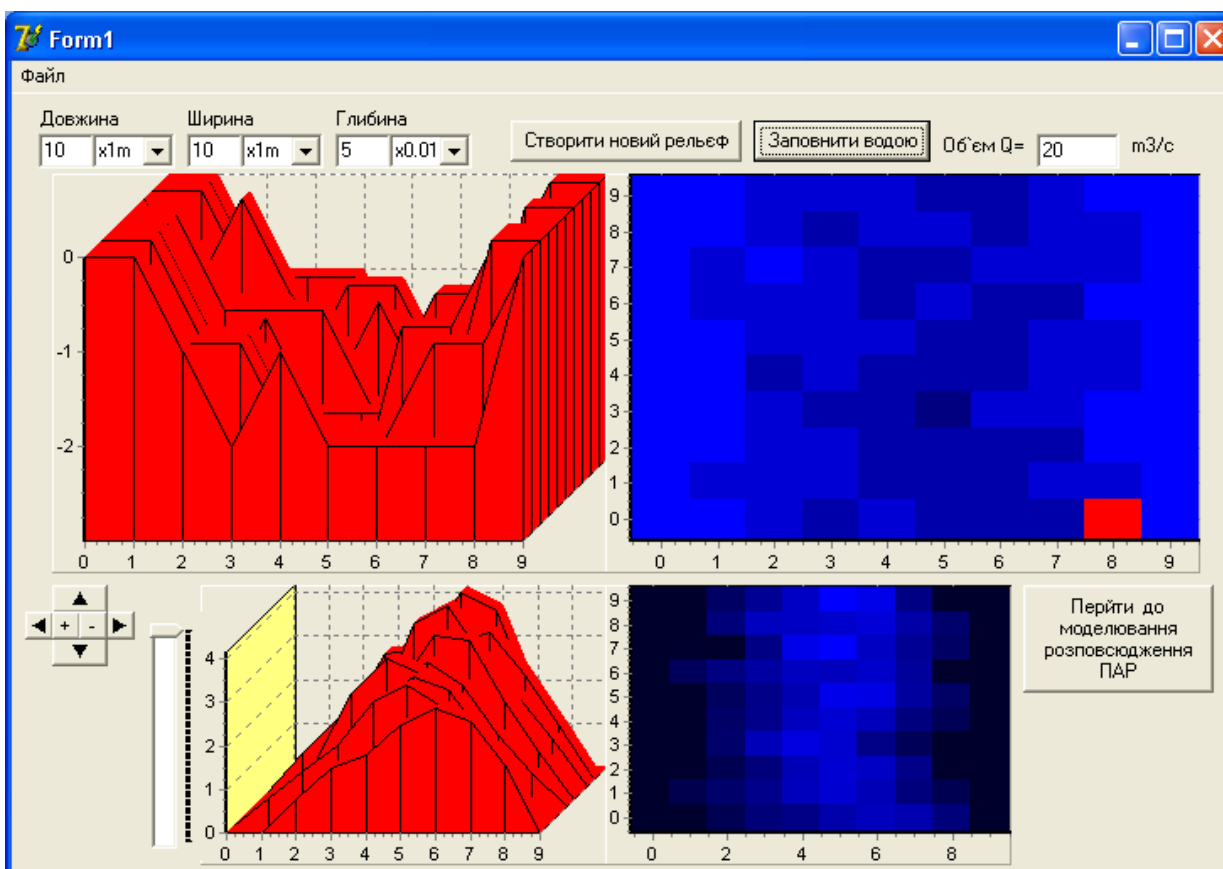 Form1
Файл
Довжина Ширина Глибина
10 x1m 10 x1m 5 x0.01 Створити новий рельєф Заповнити водою Об`єм Q= 20 m3/c
0
-1
-2
0 1 2 3 4 5 6 7 8 9
9
8
7
6
5
4
3
2
1
0
0 1 2 3 4 5 6 7 8 9
+ -
4
3
2
1
0
0 1 2 3 4 5 6 7 8 9
9
8
7
6
5
4
3
2
1
0
0 2 4 6 8
Перйти до
моделювання
розповсюдження
ПАР